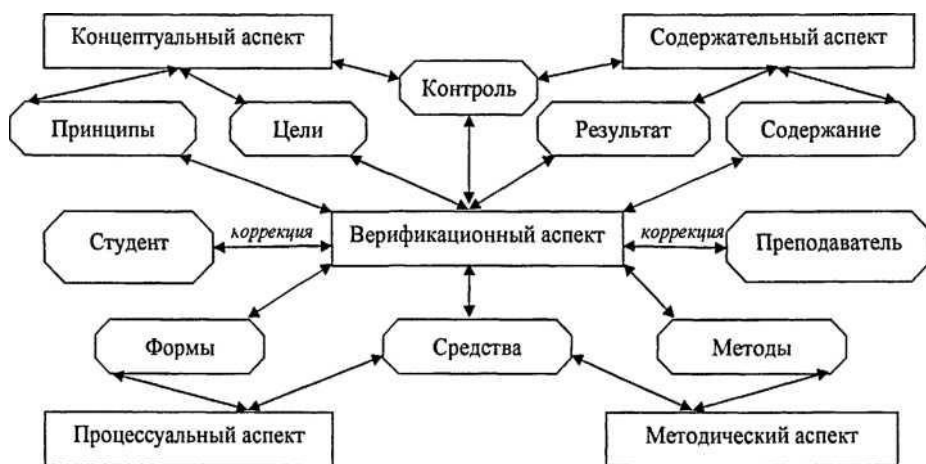 Концептуальный аспект
Содержательный аспект
Контроль
Принципы
Цели
Результат
Содержание
Студент
коррекция
Верификационный аспект
коррекция
Преподаватель
Формы
Средства
Методы
Процессуальный аспект
Методический аспект